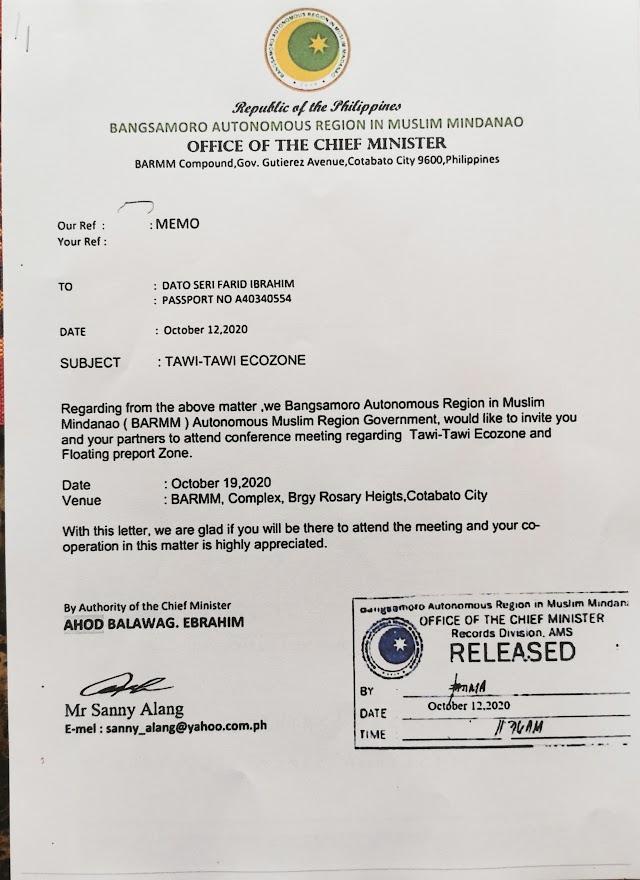 BANGSAMORO AUTONOMOUS REGION IN MUSLIM MINDANAO
Republic of the Philippines
BANGSAMORO AUTONOMOUS REGION IN MUSLIM MINDANAO
OFFICE OF THE CHIEF MINISTER
BARMM Compound,Gov. Gutierez Avenue,Cotabato City 9600,Philippines
Our Ref : : MEMO
Your Ref :
TO : DATO SERI FARID IBRAHIM
: PASSPORT NO A40340554
DATE : October 12,2020
SUBJECT : TAWI-TAWI ECOZONE
Regarding from the above matter ,we Bangsamoro Autonomous Region in Muslim
Mindanao ( BARMM ) Autonomous Muslim Region Government, would like to invite you
and your partners to attend conference meeting regarding Tawi-Tawi Ecozone and
Floating preport Zone.
Date : October 19,2020
Venue : BARMM, Complex, Brgy Rosary Heigts,Cotabato City
With this letter, we are glad if you will be there to attend the meeting and your co-
operation in this matter is highly appreciated.
By Authority of the Chief Minister
AHOD BALAWAG. EBRAHIM
Mr Sanny Alang
E-mel : sanny_alang@yahoo.com.ph
Bangsamoro Autonomous Region in Muslim Mindan
OFFICE OF THE CHIEF MINISTER
Records Division, AMS
RELEASED
BY
DATE October 12,2020
TIME